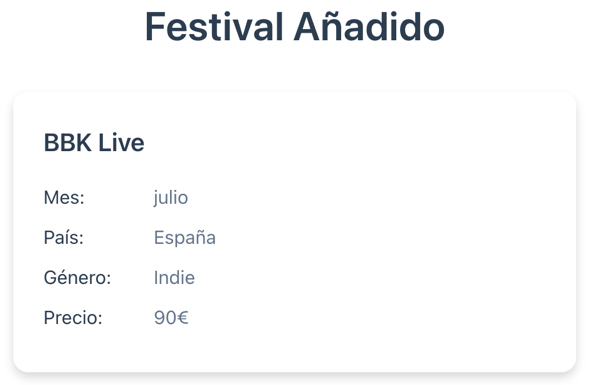 Festival Añadido
BBK Live
Mes: julio
País: España
Género: Indie
Precio: 90€